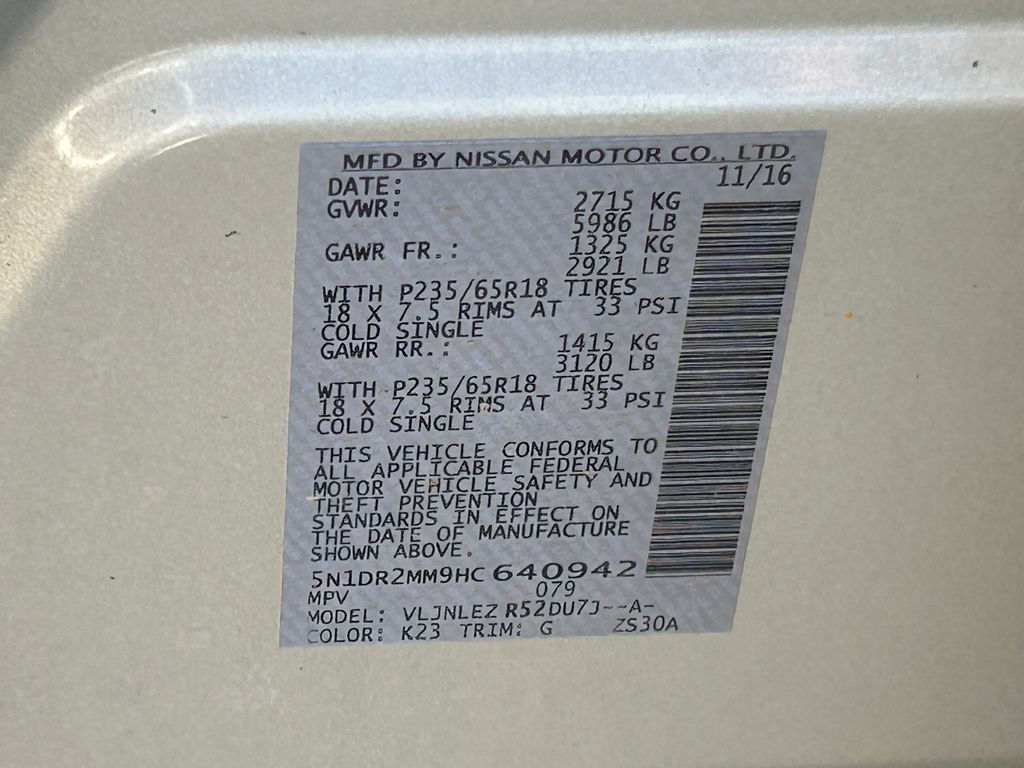 MFD BY NISSAN MOTOR CO., LTD.
DATE: 11/16
GVWR: 2715 KG
5986 LB
GAWR FR.: 1325 KG
2921 LB
WITH P235/65R18 TIRES
18 X 7.5 RIMS AT 33 PSI
COLD SINGLE
GAWR RR.: 1415 KG
3120 LB
WITH P235/65R18 TIRES
18 X 7.5 RIMS AT 33 PSI
COLD SINGLE
THIS VEHICLE CONFORMS TO
ALL APPLICABLE FEDERAL
MOTOR VEHICLE SAFETY AND
THEFT PREVENTION
STANDARDS IN EFFECT ON
THE DATE OF MANUFACTURE
SHOWN ABOVE.
5N1DR2MM9HC 640942
MPV 079
MODEL: VLJNLEZ R52DU7J--A-
COLOR: K23 TRIM: G ZS30A